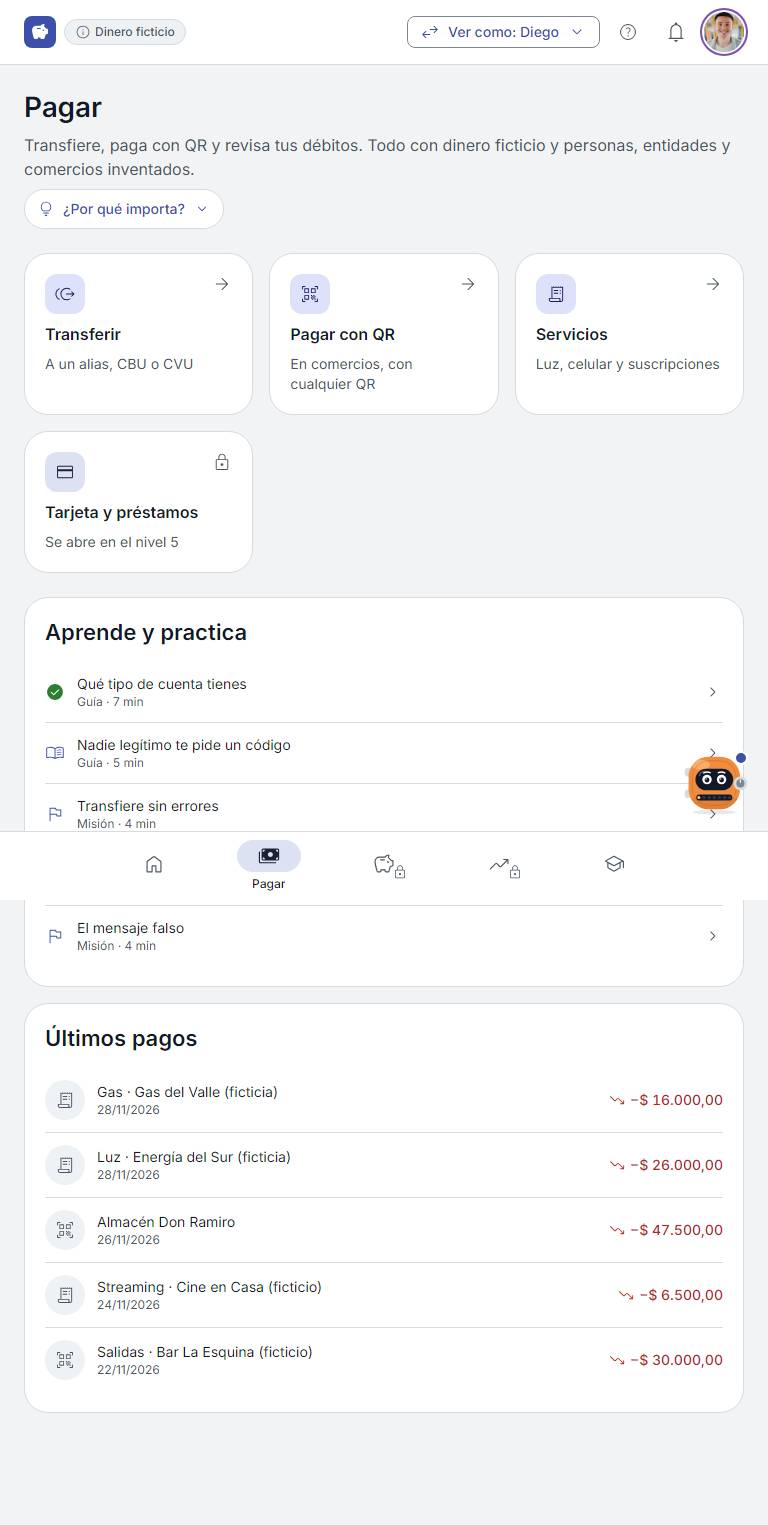 Dinero ficticio
Ver como: Diego
Pagar
Transfiere, paga con QR y revisa tus débitos. Todo con dinero ficticio y personas, entidades y
comercios inventados.
¿Por qué importa?
Transferir
A un alias, CBU o CVU
Pagar con QR
En comercios, con
cualquier QR
Servicios
Luz, celular y suscripciones
Tarjeta y préstamos
Se abre en el nivel 5
Aprende y practica
Qué tipo de cuenta tienes
Guía · 7 min
Nadie legítimo te pide un código
Guía · 5 min
Transfiere sin errores
Misión · 4 min
Pagar
El mensaje falso
Misión · 4 min
Últimos pagos
Gas · Gas del Valle (ficticia)
28/11/2026
−$ 16.000,00
Luz · Energía del Sur (ficticia)
28/11/2026
−$ 26.000,00
Almacén Don Ramiro
26/11/2026
−$ 47.500,00
Streaming · Cine en Casa (ficticio)
24/11/2026
−$ 6.500,00
Salidas · Bar La Esquina (ficticio)
22/11/2026
−$ 30.000,00